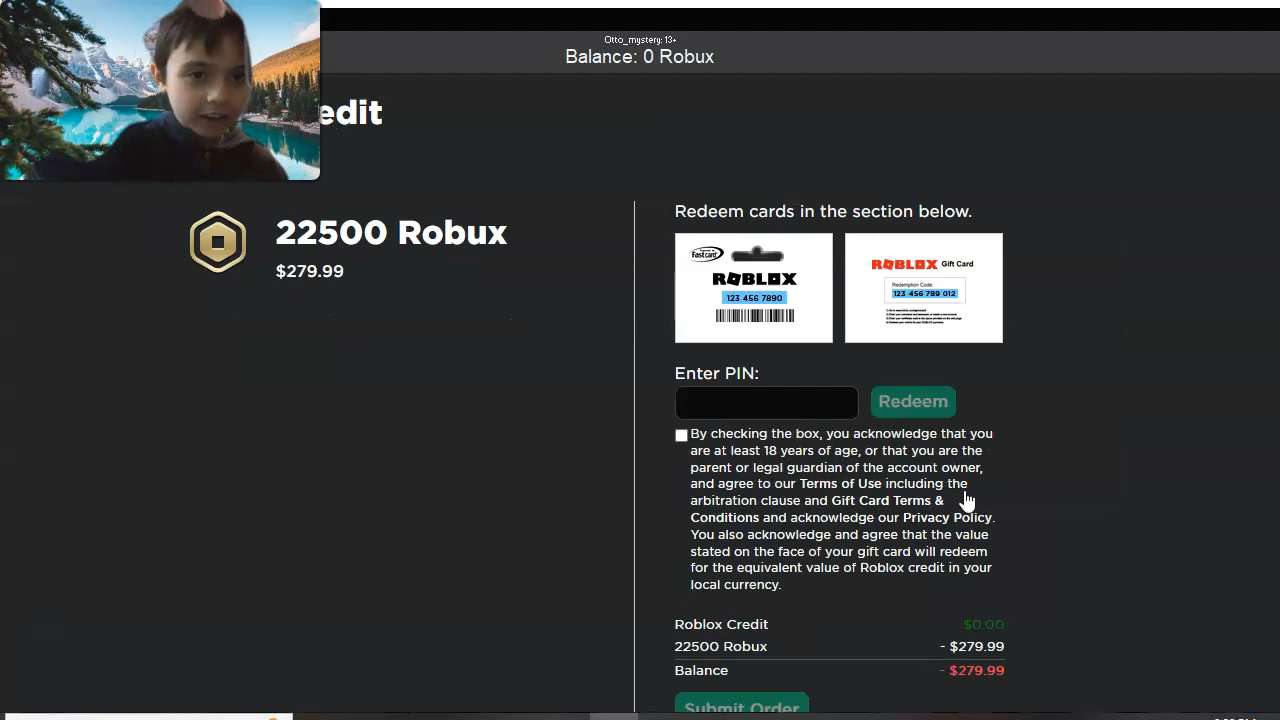 Otto_mystery: 13+
Balance: 0 Robux
edit
22500 Robux
$279.99
Redeem cards in the section below.
Fastcard
ROBLOX
123 456 7890
ROBLOX Gift Card
Redemption Code:
123 456 789 012
Enter PIN:
Redeem
By checking the box, you acknowledge that you
are at least 18 years of age, or that you are the
parent or legal guardian of the account owner,
and agree to our Terms of Use including the
arbitration clause and Gift Card Terms &
Conditions and acknowledge our Privacy Policy.
You also acknowledge and agree that the value
stated on the face of your gift card will redeem
for the equivalent value of Roblox credit in your
local currency.
Roblox Credit $0.00
22500 Robux - $279.99
Balance - $279.99
Submit Order